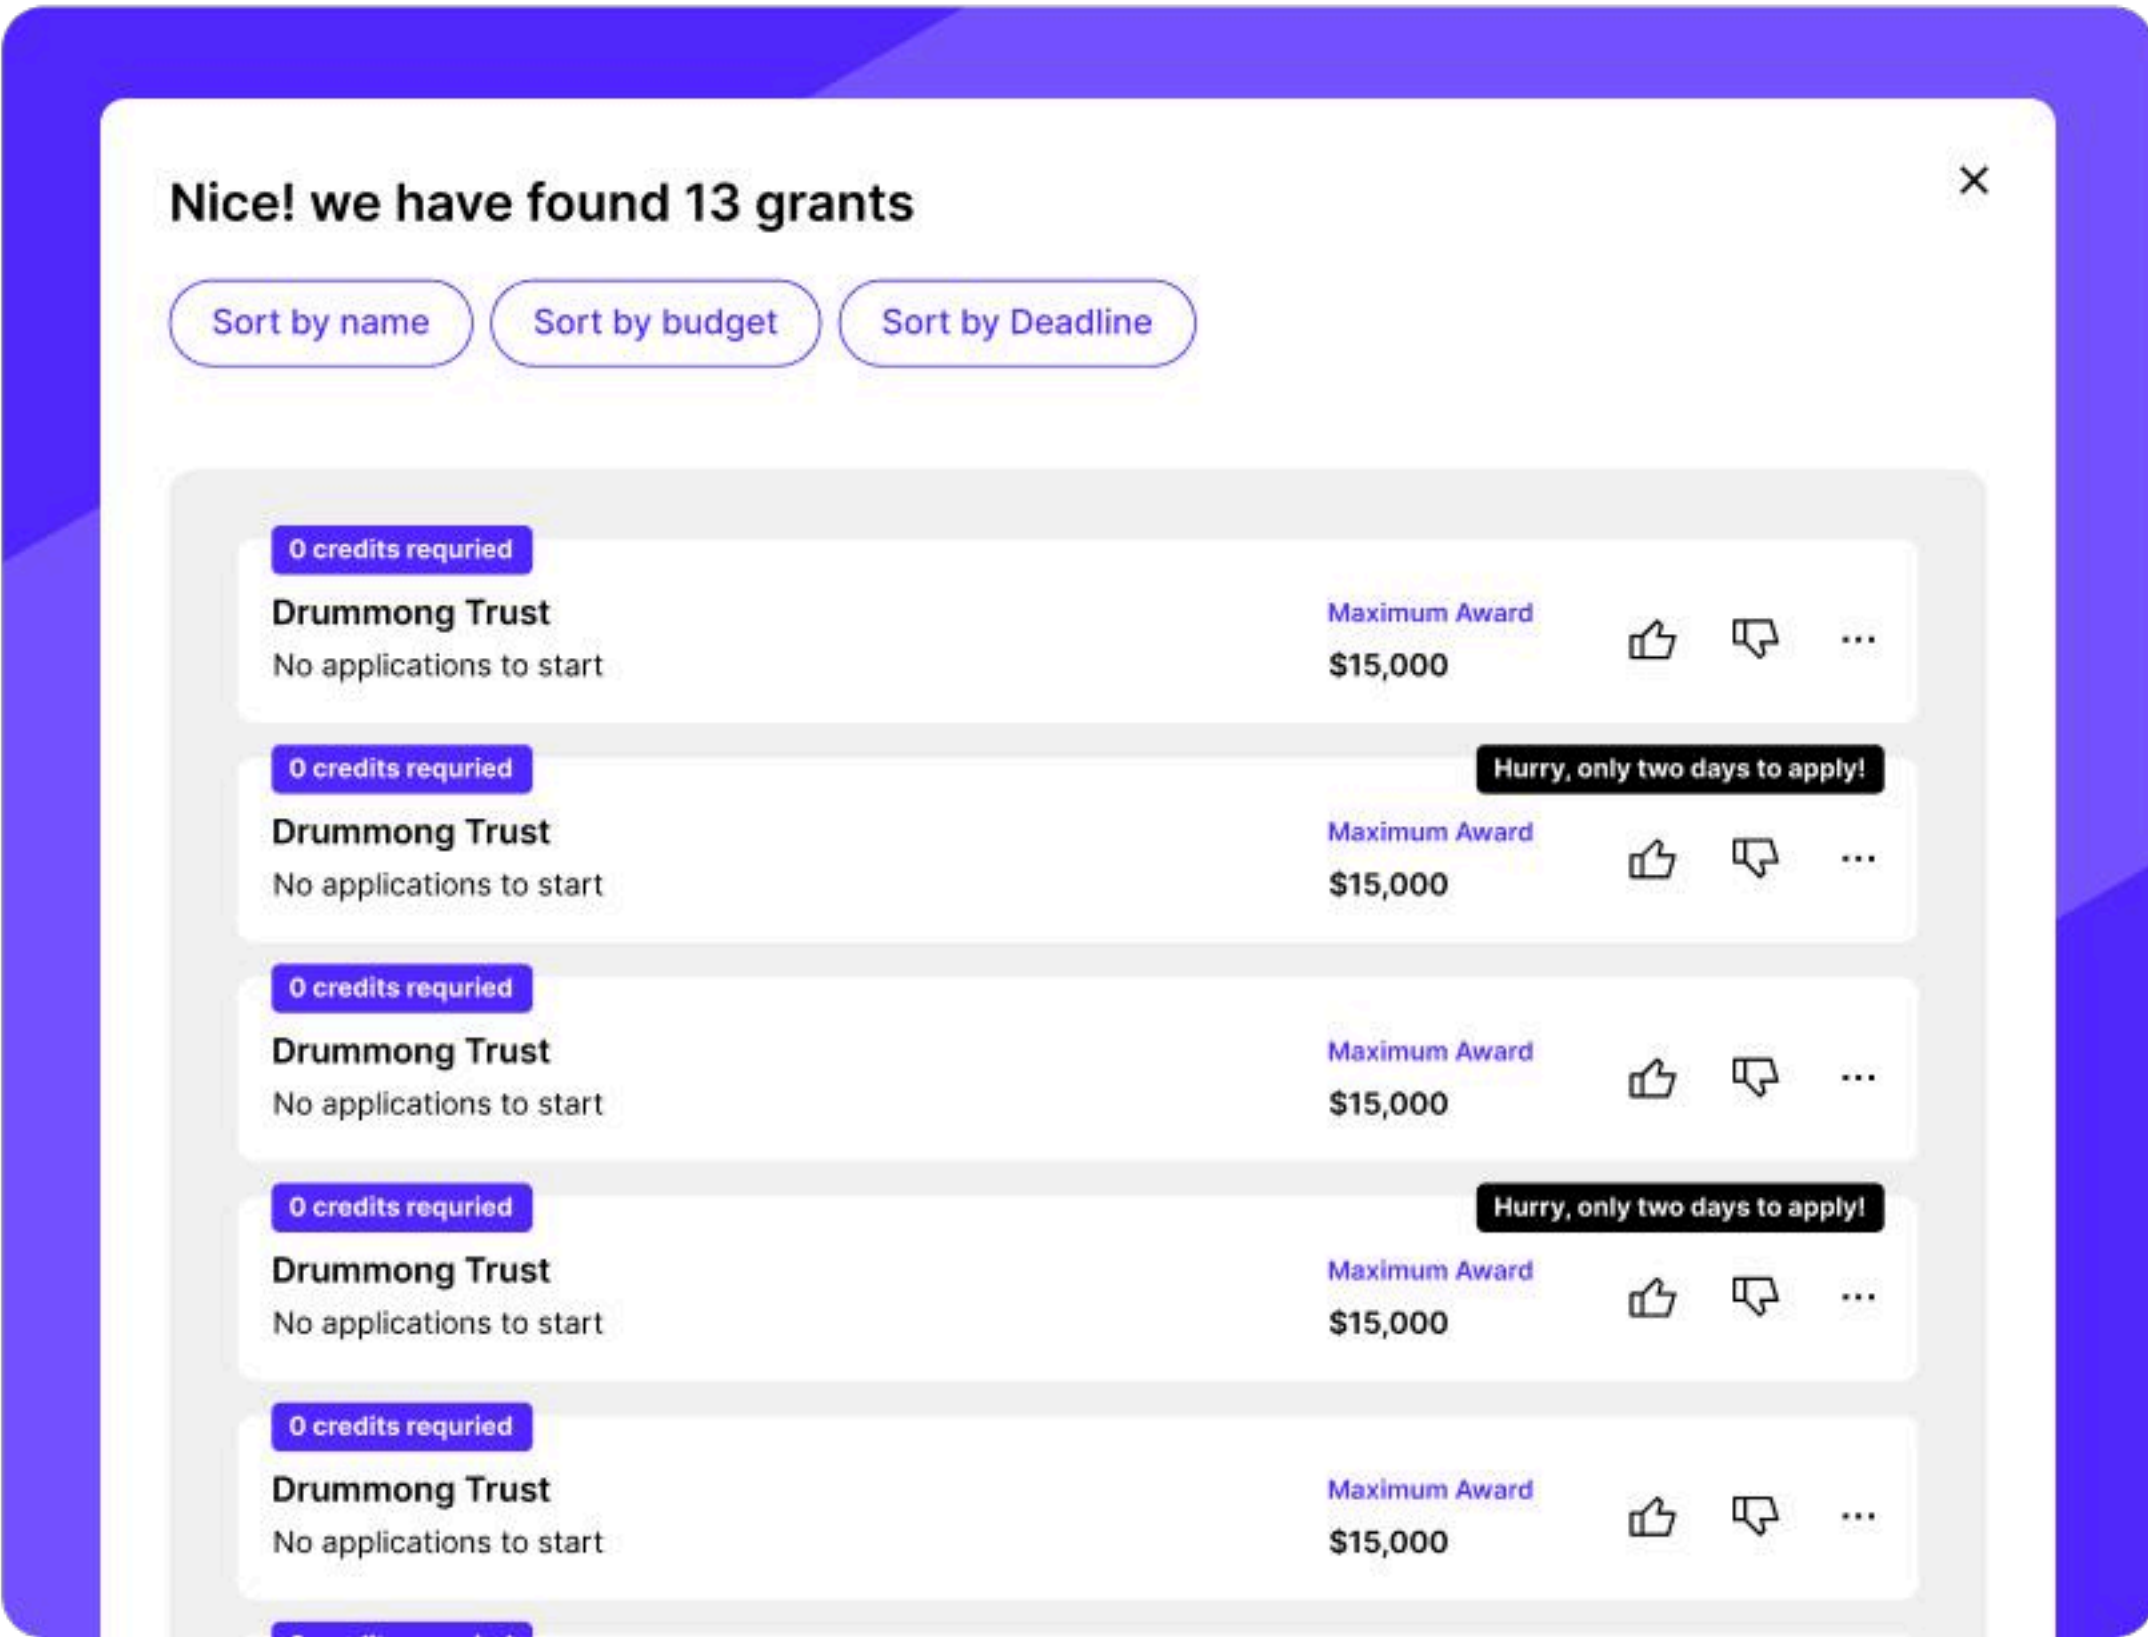 Nice! we have found 13 grants
Sort by name
Sort by budget
Sort by Deadline
0 credits requried
Drummong Trust
No applications to start
Maximum Award
$15,000
0 credits requried
Hurry, only two days to apply!
Drummong Trust
No applications to start
Maximum Award
$15,000
0 credits requried
Drummong Trust
No applications to start
Maximum Award
$15,000
0 credits requried
Hurry, only two days to apply!
Drummong Trust
No applications to start
Maximum Award
$15,000
0 credits requried
Drummong Trust
No applications to start
Maximum Award
$15,000